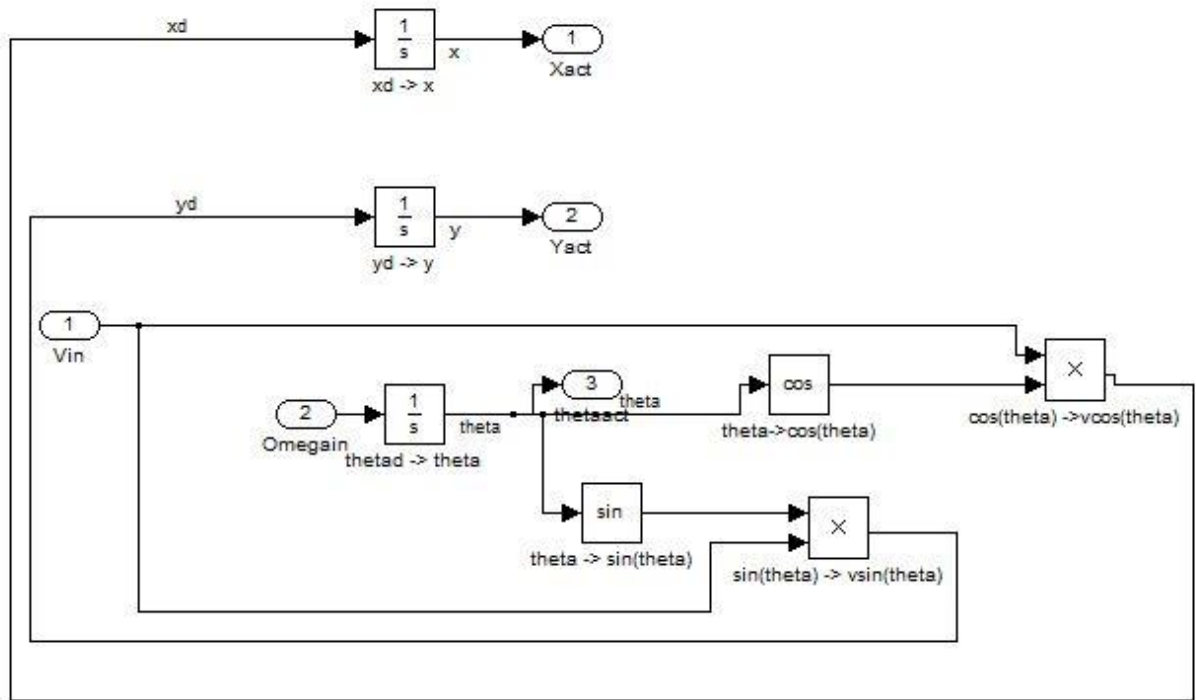 xd
1
s
x
1
Xact
xd -> x
yd
1
s
y
2
Yact
yd -> y
1
Vin
×
cos(theta) ->vcos(theta)
cos
theta->cos(theta)
3
theta
thetaact
2
Omegain
1
s
theta
thetad -> theta
sin
theta -> sin(theta)
×
sin(theta) -> vsin(theta)